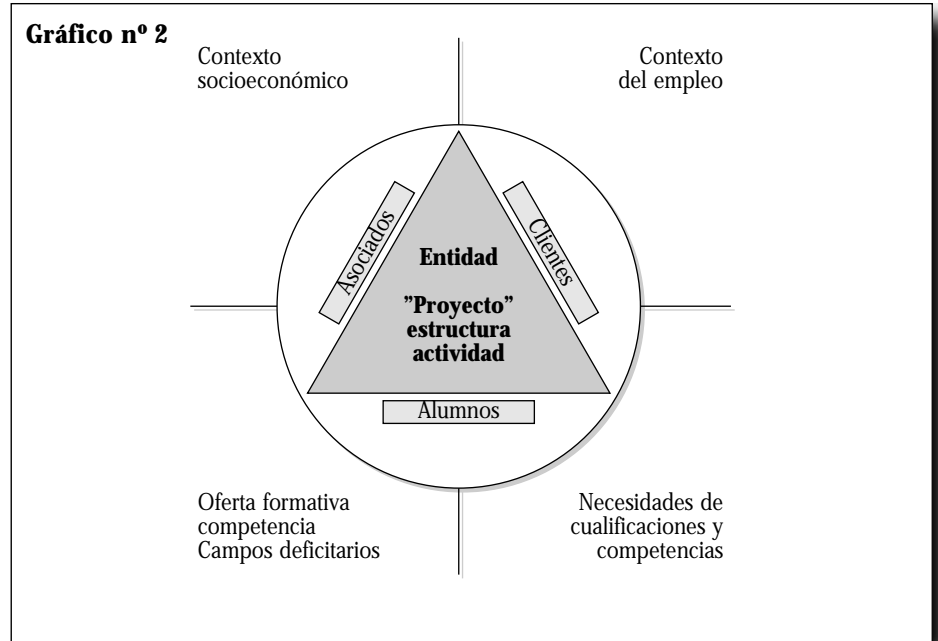 Gráfico nº 2
Contexto
socioeconómico
Contexto
del empleo
Asociados
Clientes
Entidad
”Proyecto”
estructura
actividad
Alumnos
Oferta formativa
competencia
Campos deficitarios
Necesidades de
cualificaciones y
competencias